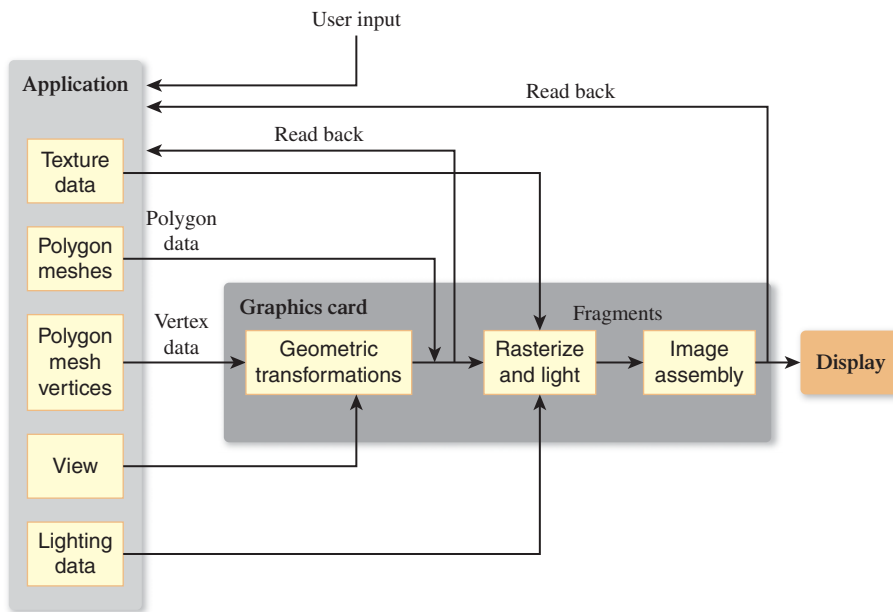 User input
Application
Read back
Read back
Texture
data
Polygon
data
Polygon
meshes
Graphics card
Fragments
Vertex
data
Polygon
mesh
vertices
Geometric
transformations
Rasterize
and light
Image
assembly
Display
View
Lighting
data